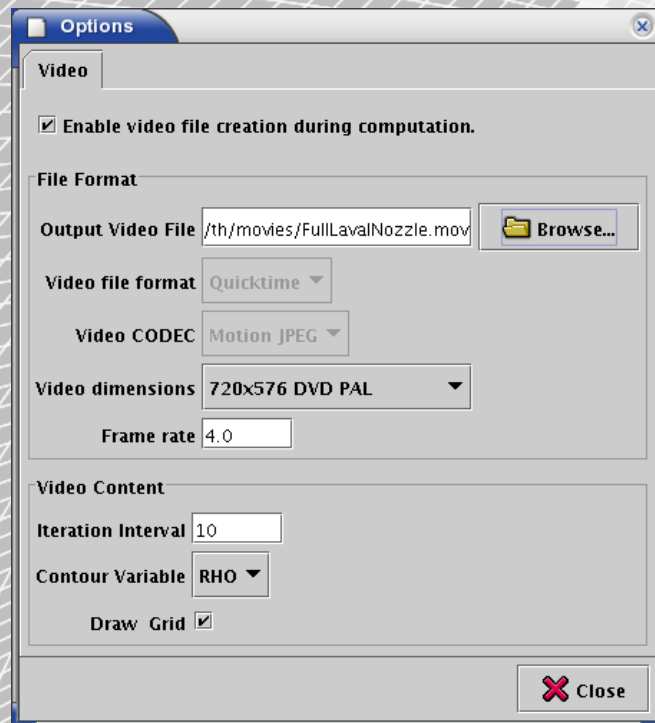 Options
Video
Enable video file creation during computation.
File Format
Output Video File /th/movies/FullLavalNozzle.mov Browse...
Video file format Quicktime
Video CODEC Motion JPEG
Video dimensions 720x576 DVD PAL
Frame rate 4.0
Video Content
Iteration Interval 10
Contour Variable RHO
Draw Grid
Close